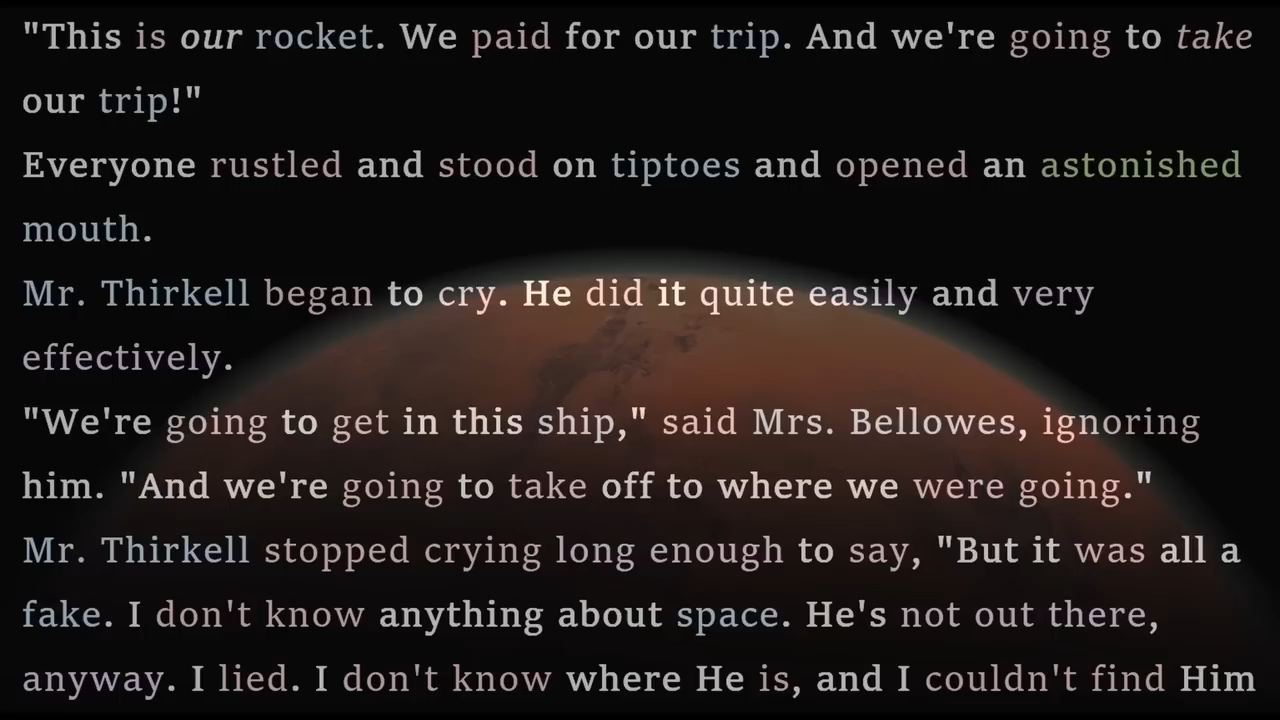 "This is our rocket. We paid for our trip. And we're going to take
our trip!"
Everyone rustled and stood on tiptoes and opened an astonished
mouth.
Mr. Thirkell began to cry. He did it quite easily and very
effectively.
"We're going to get in this ship," said Mrs. Bellowes, ignoring
him. "And we're going to take off to where we were going."
Mr. Thirkell stopped crying long enough to say, "But it was all a
fake. I don't know anything about space. He's not out there,
anyway. I lied. I don't know where He is, and I couldn't find Him